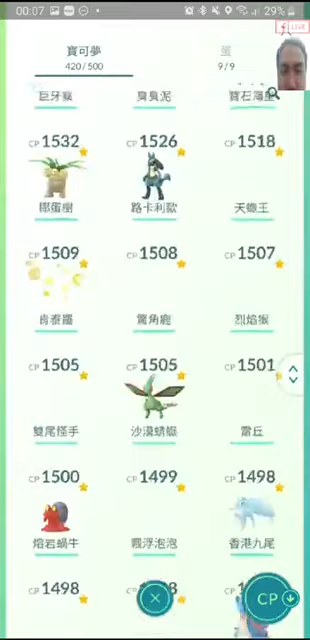 00:07 29%
LIVE
寶可夢 蛋
420/500 9/9
巨牙鯊 臭臭泥
CP 1532 CP 1526 CP 1518
椰蛋樹 路卡利歐 天蠍王
CP 1509 CP 1508 CP 1507
肯泰羅 驚角鹿 烈焰猴
CP 1505 CP 1505 CP 1501
雙尾怪手 沙漠蜻蜓 雷丘
CP 1500 CP 1499 CP 1498
熔岩蝸牛 飄浮泡泡 香港九尾
CP 1498
CP